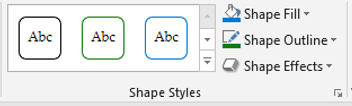 Abc Abc Abc Shape Fill
Shape Outline
Shape Effects
Shape Styles